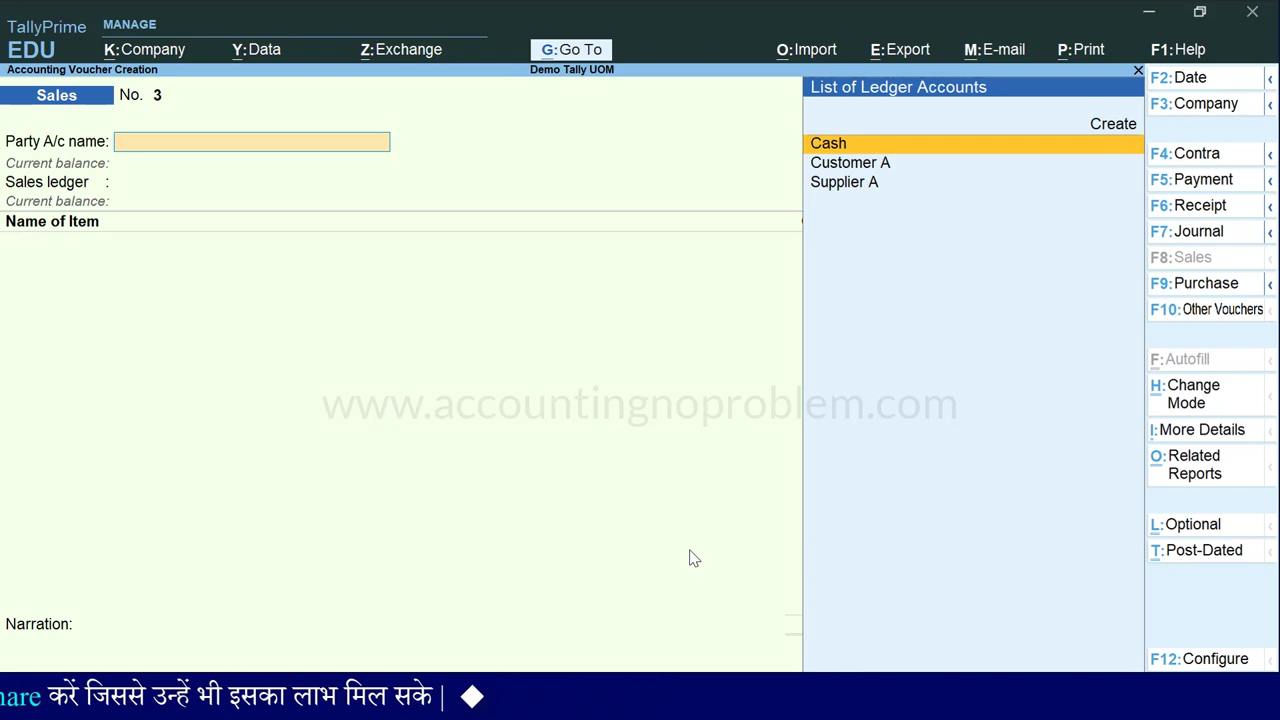 TallyPrime
EDU
MANAGE
K:Company
Y:Data
Z:Exchange
G:Go To
O:Import
E:Export
M:E-mail
P:Print
F1:Help
Accounting Voucher Creation
Demo Tally UOM
Sales
No. 3
Party A/c name:
Current balance:
Sales ledger :
Current balance:
Name of Item
List of Ledger Accounts
Create
Cash
Customer A
Supplier A
F2:Date
F3:Company
F4:Contra
F5:Payment
F6:Receipt
F7:Journal
F8:Sales
F9:Purchase
F10:Other Vouchers
F:Autofill
H:Change
Mode
I:More Details
O:Related
Reports
L:Optional
T:Post-Dated
F12:Configure
www.accountingnoproblem.com
Narration:
करें जिससे उन्हें भी इसका लाभ मिल सके |